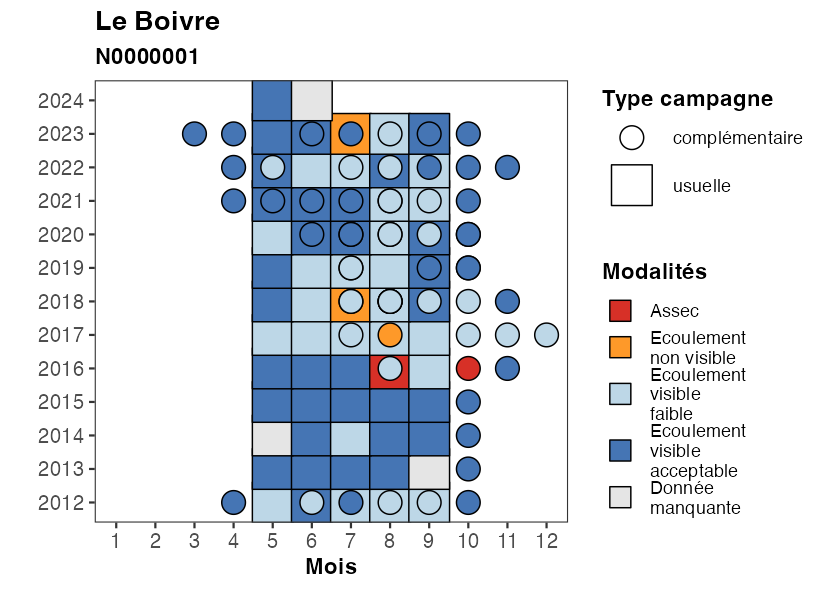 Le Boivre
N0000001
2024
2023
2022
2021
2020
2019
2018
2017
2016
2015
2014
2013
2012
1 2 3 4 5 6 7 8 9 10 11 12
Mois
Type campagne
complémentaire
usuelle
Modalités
Assec
Ecoulement
non visible
Ecoulement
visible
faible
Ecoulement
visible
acceptable
Donnée
manquante